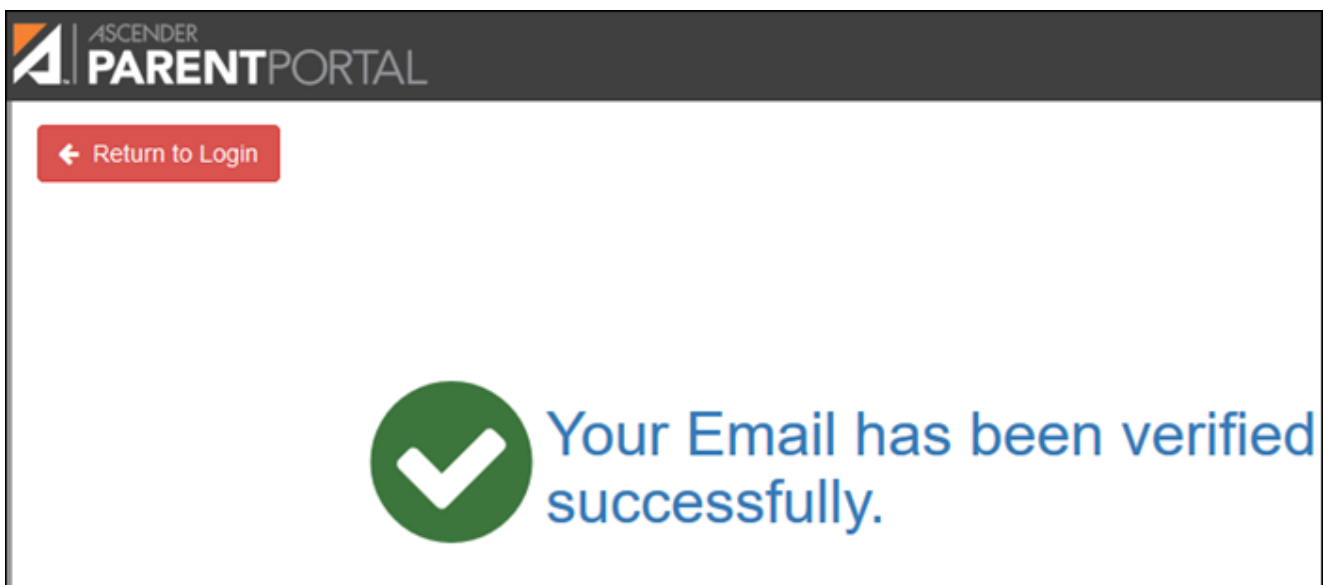 ASCENDER
PARENTPORTAL
Return to Login
Your Email has been verified
successfully.